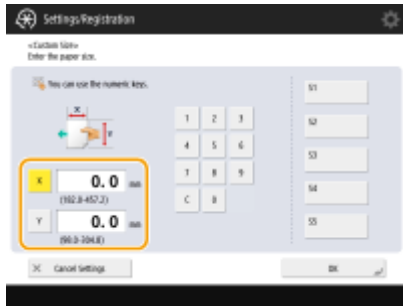 Settings/Registration
<Custom Size>
Enter the paper size.
You can use the numeric keys.
X
Y
1 2 3
4 5 6
7 8 9
C 0
X 0.0 mm
(182.0-457.2)
Y 0.0 mm
(98.0-304.8)
S1
S2
S3
S4
S5
Cancel Settings
OK